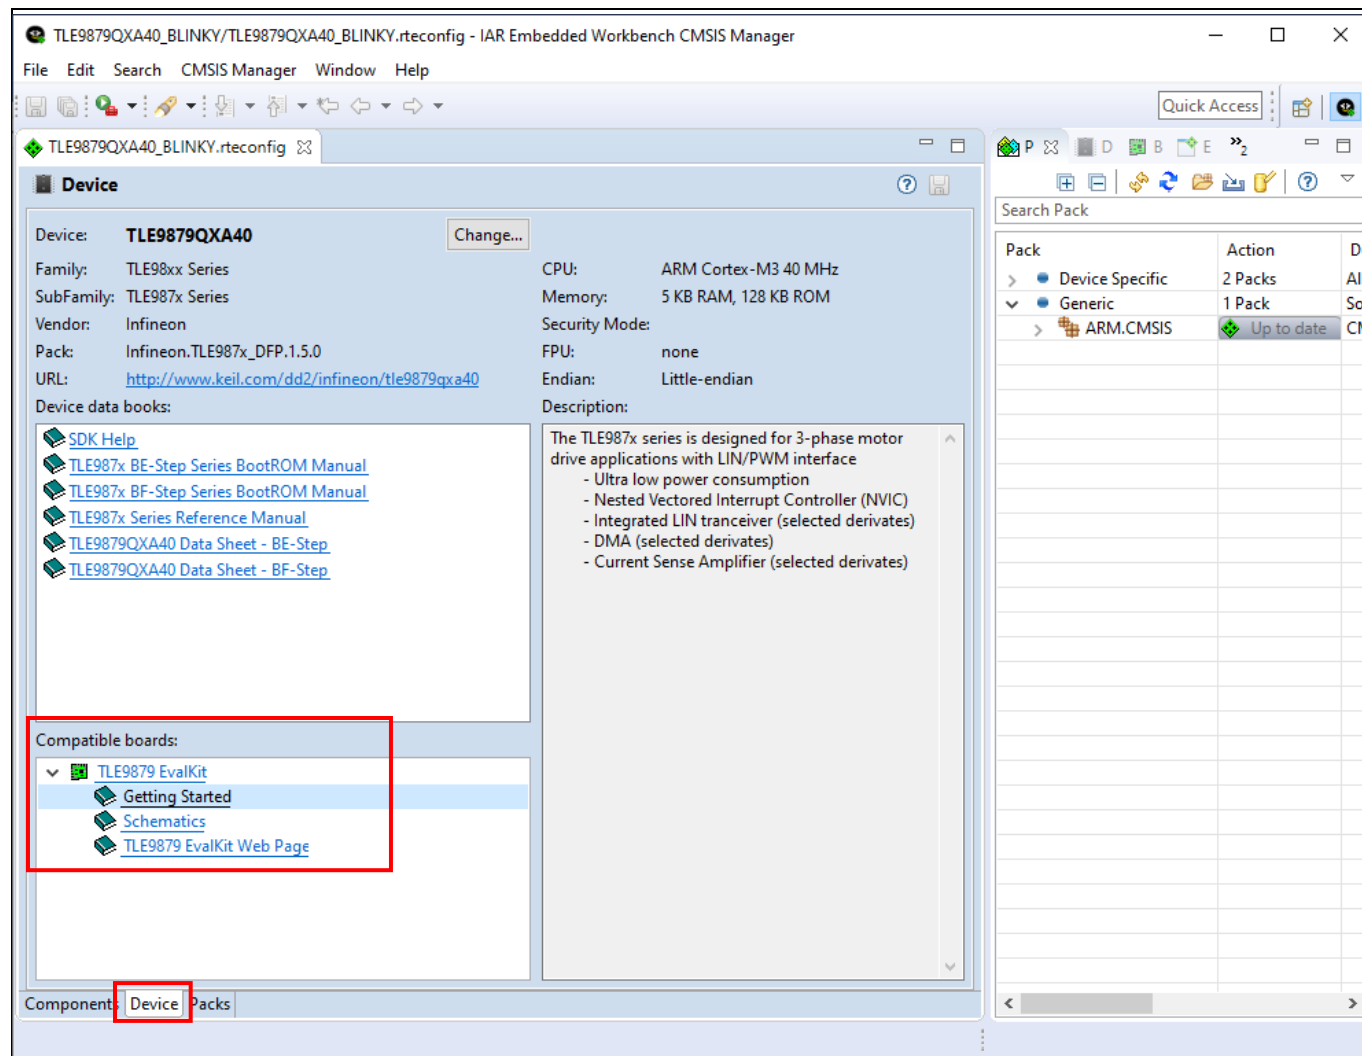 TLE9879QXA40_BLINKY/TLE9879QXA40_BLINKY.rteconfig - IAR Embedded Workbench CMSIS Manager
File Edit Search CMSIS Manager Window Help
Quick Access
TLE9879QXA40_BLINKY.rteconfig
Device
Device: TLE9879QXA40 Change...
Family: TLE98xx Series
SubFamily: TLE987x Series
Vendor: Infineon
Pack: Infineon.TLE987x_DFP.1.5.0
URL: http://www.keil.com/dd2/infineon/tle9879qxa40
CPU: ARM Cortex-M3 40 MHz
Memory: 5 KB RAM, 128 KB ROM
Security Mode:
FPU: none
Endian: Little-endian
Device data books:
SDK Help
TLE987x BE-Step Series BootROM Manual
TLE987x BF-Step Series BootROM Manual
TLE987x Series Reference Manual
TLE9879QXA40 Data Sheet - BE-Step
TLE9879QXA40 Data Sheet - BF-Step
Description:
The TLE987x series is designed for 3-phase motor
drive applications with LIN/PWM interface
- Ultra low power consumption
- Nested Vectored Interrupt Controller (NVIC)
- Integrated LIN tranceiver (selected derivates)
- DMA (selected derivates)
- Current Sense Amplifier (selected derivates)
Compatible boards:
TLE9879 EvalKit
Getting Started
Schematics
TLE9879 EvalKit Web Page
Components Device Packs
P D B E »2
Search Pack
Pack Action D
Device Specific 2 Packs Al
Generic 1 Pack So
ARM.CMSIS Up to date CM